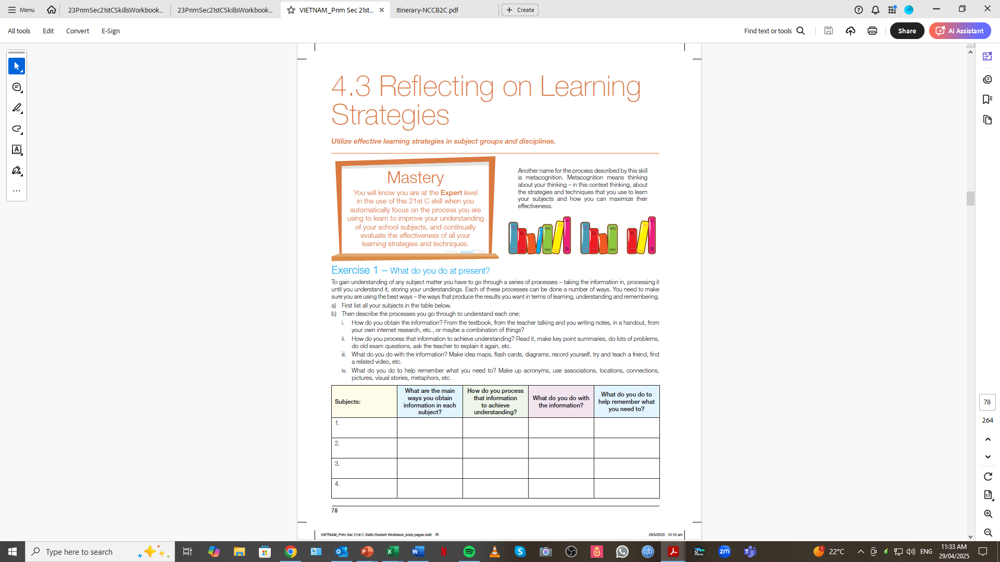 Menu
23PrimSec21stCSkillsWorkbook...
23PrimSec21stCSkillsWorkbook...
VIETNAM_Prim Sec 21st...
Itinerary-NCCB2C.pdf
Create
All tools
Edit
Convert
E-Sign
Find text or tools
Share
AI Assistant
4.3 Reflecting on Learning
Strategies
Utilize effective learning strategies in subject groups and disciplines.
Mastery
You will know you are at the Expert level
in the use of this 21st C skill when you
automatically focus on the process you are
using to learn to improve your understanding
of your school subjects, and continually
evaluate the effectiveness of all your
learning strategies and techniques.
Another name for the process described by this skill
is metacognition. Metacognition means thinking
about your thinking – in this context thinking, about
the strategies and techniques that you use to learn
your subjects and how you can maximize their
effectiveness.
Exercise 1 – What do you do at present?
To gain understanding of any subject matter you have to go through a series of processes – taking the information in, processing it
until you understand it, storing your understandings. Each of these processes can be done a number of ways. You need to make
sure you are using the best ways – the ways that produce the results you want in terms of learning, understanding and remembering.
a) First list all your subjects in the table below.
b) Then describe the processes you go through to understand each one:
i. How do you obtain the information? From the textbook, from the teacher talking and you writing notes, in a handout, from
your own internet research, etc., or maybe a combination of things?
ii. How do you process that information to achieve understanding? Read it, make key point summaries, do lots of problems,
do old exam questions, ask the teacher to explain it again, etc.
iii. What do you do with the information? Make idea maps, flash cards, diagrams, record yourself, try and teach a friend, find
a related video, etc.
iv. What do you do to help remember what you need to? Make up acronyms, use associations, locations, connections,
pictures, visual stories, metaphors, etc.
Subjects:
What are the main
ways you obtain
information in each
subject?
How do you process
that information
to achieve
understanding?
What do you do with
the information?
What do you do to
help remember what
you need to?
1.
2.
3.
4.
78
VIETNAM_Prim Sec 21st C Skills Student Workbook_body pages.indd 78
29/5/2023 10:16 am
78
264
Type here to search
22°C
ENG
11:33 AM
29/04/2025